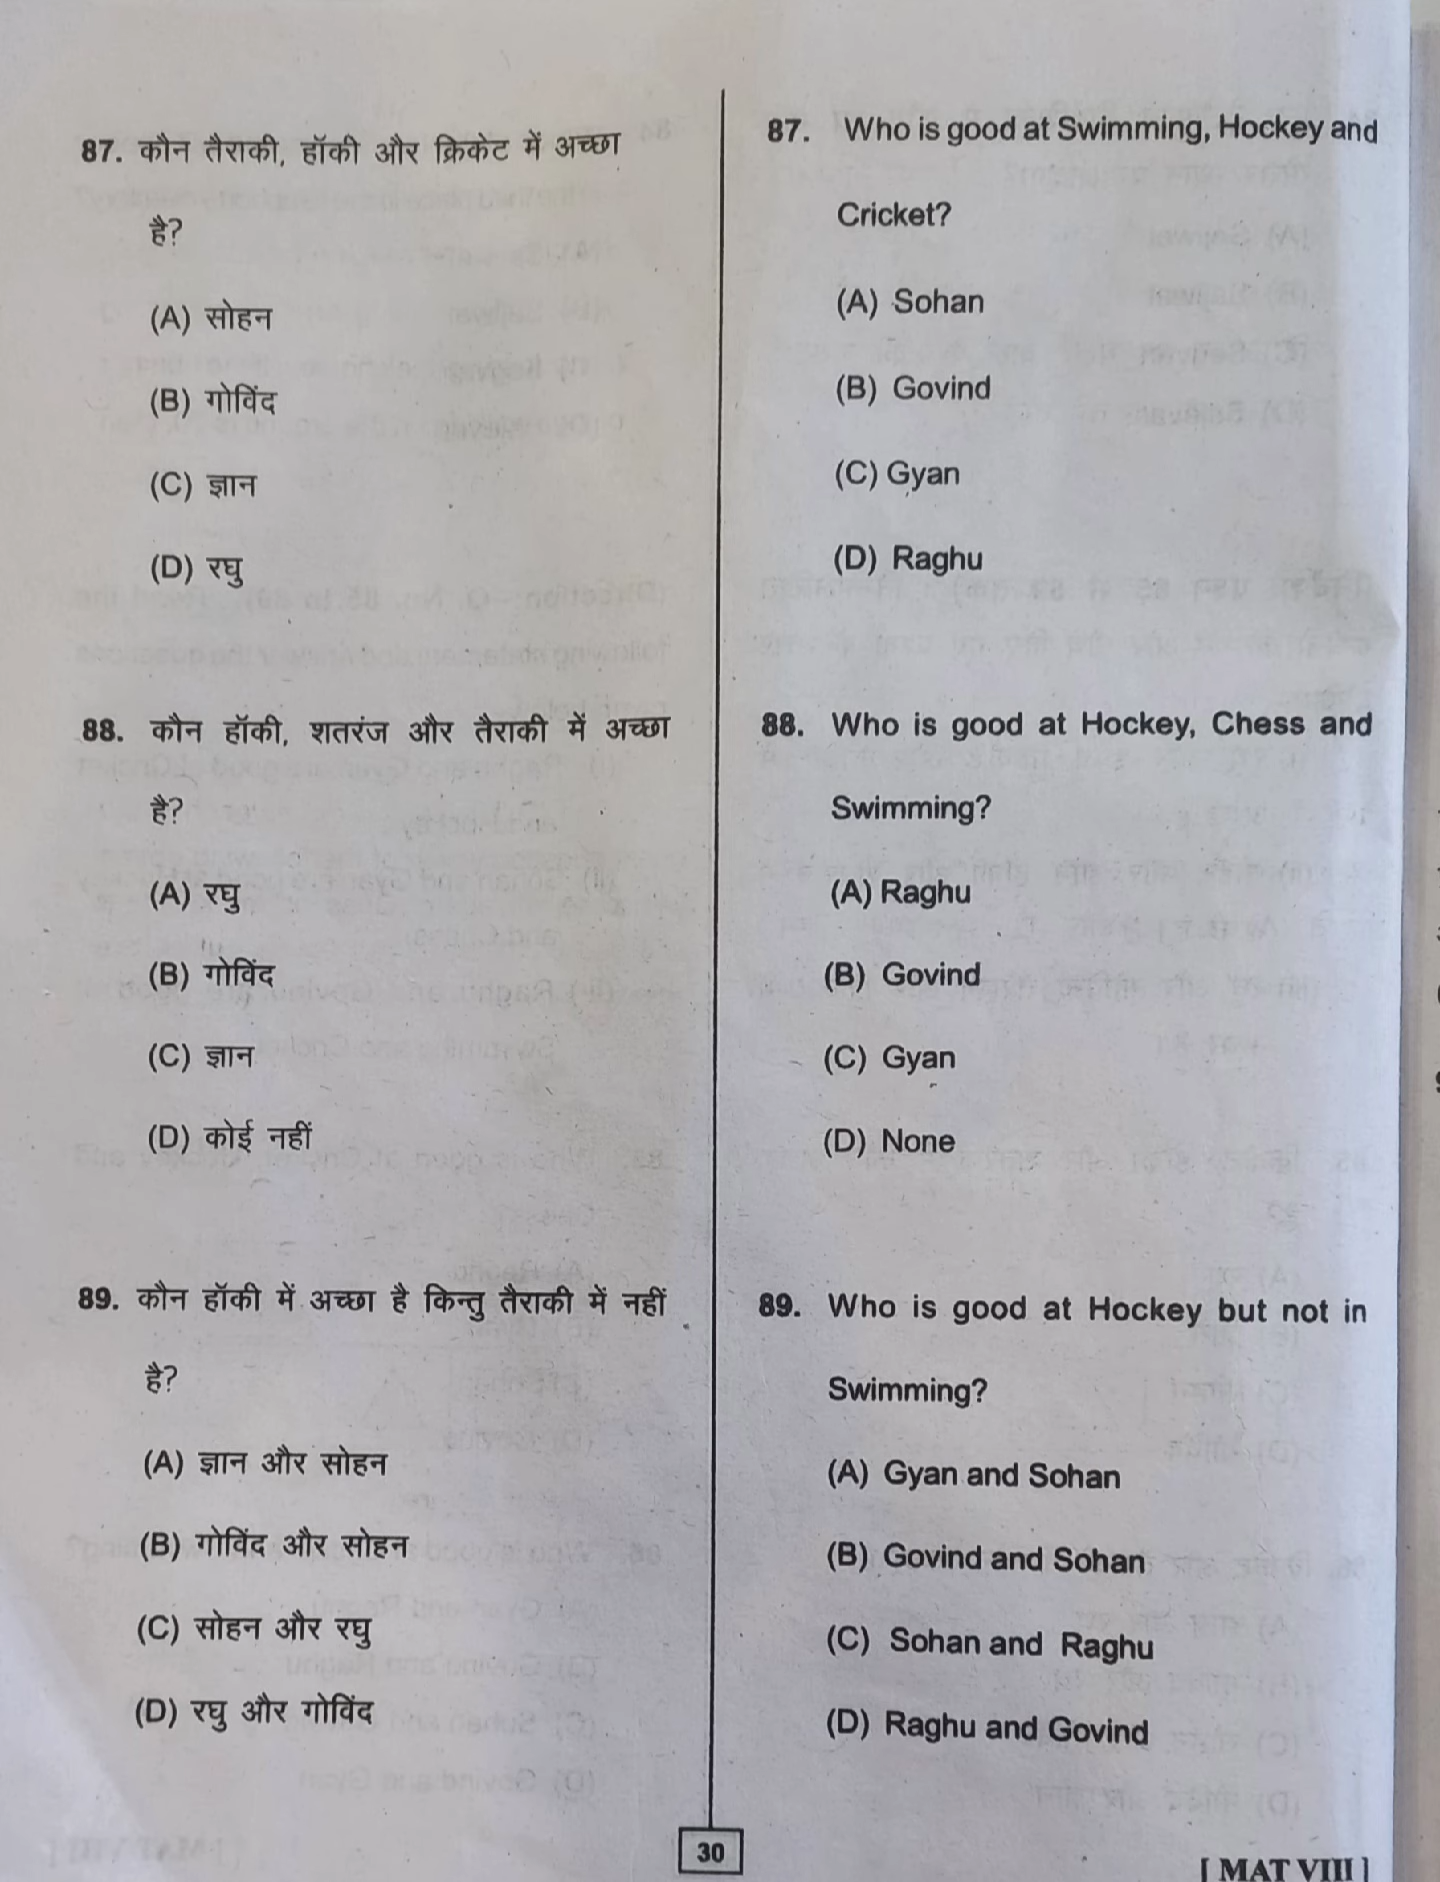 87. कौन तैराकी, हॉकी और क्रिकेट में अच्छा
है?
(A) सोहन
(B) गोविंद
(C) ज्ञान
(D) रघु
88. कौन हॉकी, शतरंज और तैराकी में अच्छा
है?
(A) रघु
(B) गोविंद
(C) ज्ञान
(D) कोई नहीं
89. कौन हॉकी में अच्छा है किन्तु तैराकी में नहीं
है?
(A) ज्ञान और सोहन
(B) गोविंद और सोहन
(C) सोहन और रघु
(D) रघु और गोविंद
87. Who is good at Swimming, Hockey and
Cricket?
(A) Sohan
(B) Govind
(C) Gyan
(D) Raghu
88. Who is good at Hockey, Chess and
Swimming?
(A) Raghu
(B) Govind
(C) Gyan
(D) None
89. Who is good at Hockey but not in
Swimming?
(A) Gyan and Sohan
(B) Govind and Sohan
(C) Sohan and Raghu
(D) Raghu and Govind
30
[ MAT VIII ]